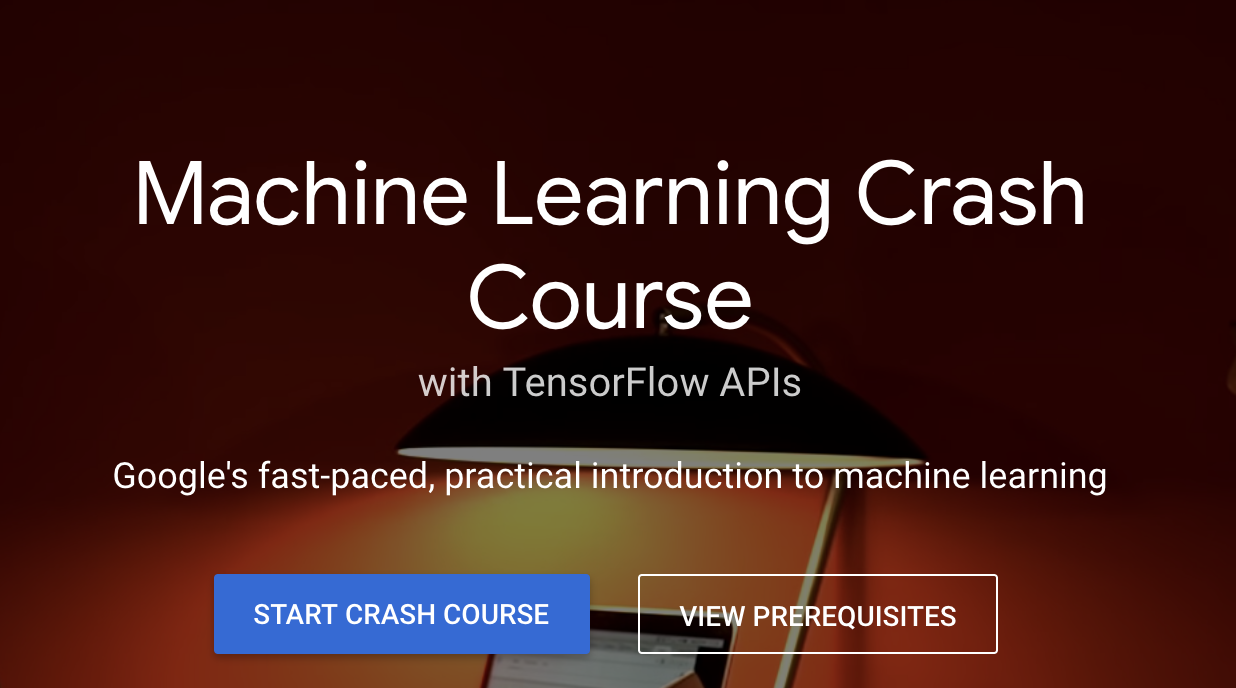 Machine Learning Crash
Course
with TensorFlow APIs
Google's fast-paced, practical introduction to machine learning
START CRASH COURSE
VIEW PREREQUISITES